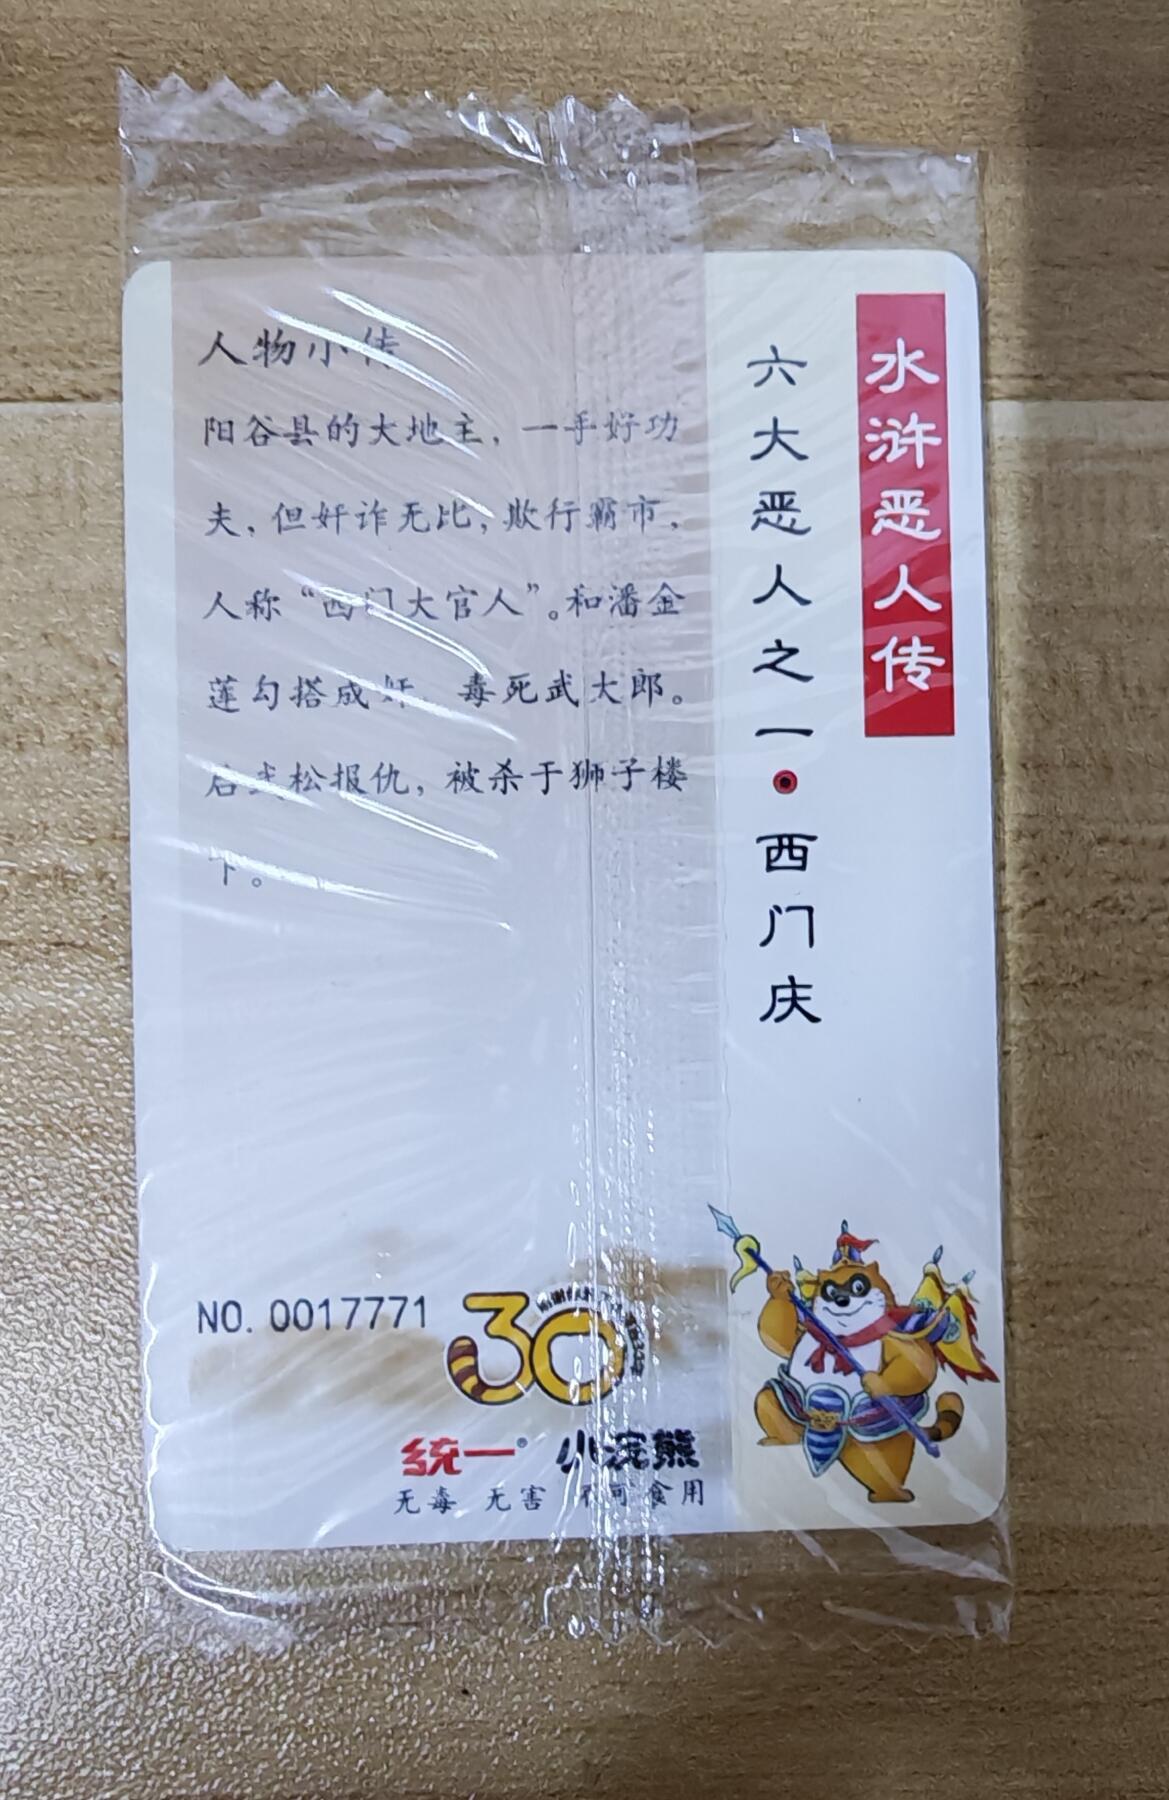 水浒恶人传
六大恶人之一·西门庆
人物小传
阳谷县的大地主，一手好功
夫，但奸诈无比，欺行霸市，
人称“西门大官人”。和潘金
莲勾搭成奸，毒死武大郎。
后武松报仇，被杀于狮子楼
下。
NO. 0017771
30
统一® 小浣熊
无毒 无害 不可食用